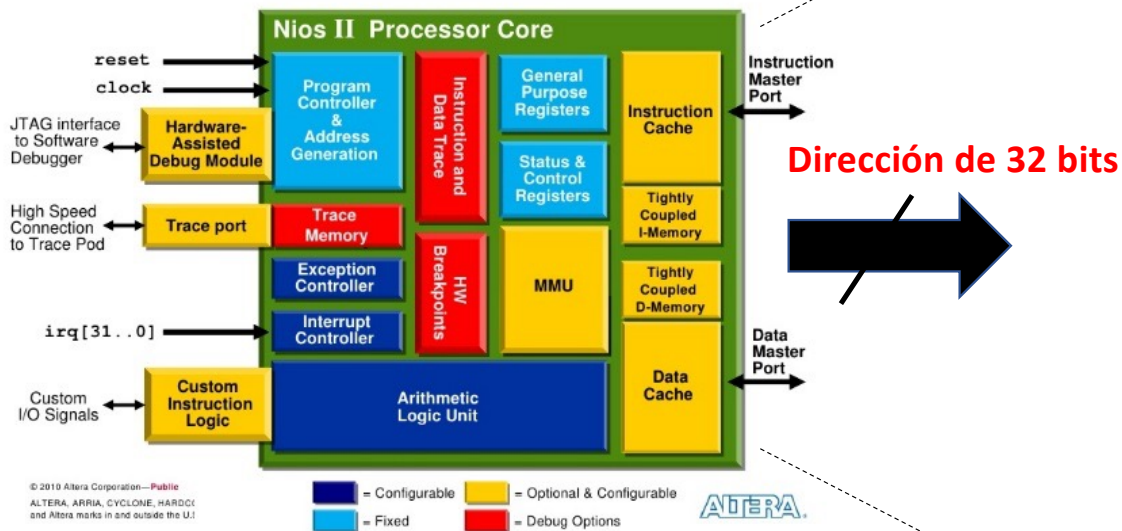 Nios II Processor Core
reset
clock
JTAG interface
to Software
Debugger
Hardware-
Assisted
Debug Module
High Speed
Connection
to Trace Pod
Trace port
irq[31..0]
Custom
I/O Signals
Custom
Instruction
Logic
Program
Controller
&
Address
Generation
Trace
Memory
Exception
Controller
Interrupt
Controller
Instruction and
Data Trace
HW
Breakpoints
General
Purpose
Registers
Status &
Control
Registers
MMU
Arithmetic
Logic Unit
Instruction
Cache
Tightly
Coupled
I-Memory
Tightly
Coupled
D-Memory
Data
Cache
Instruction
Master
Port
Dirección de 32 bits
Data
Master
Port
© 2010 Altera Corporation—Public
ALTERA, ARRIA, CYCLONE, HARDC
and Altera marks in and outside the U.
= Configurable
= Fixed
= Optional & Configurable
= Debug Options
ALTERA.